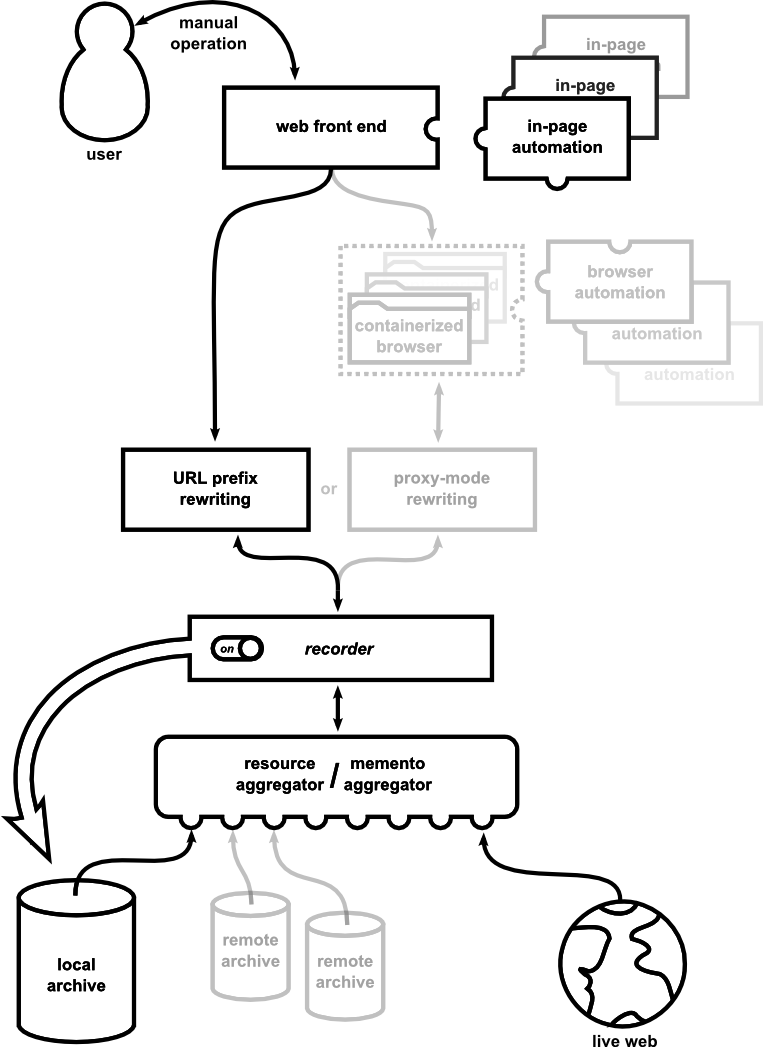 manual
operation
user
web front end
in-page
in-page
in-page
automation
containerized
browser
d
d
browser
automation
automation
automation
URL prefix
rewriting
or
proxy-mode
rewriting
on
recorder
resource
aggregator
/
memento
aggregator
local
archive
remote
archive
remote
archive
live web